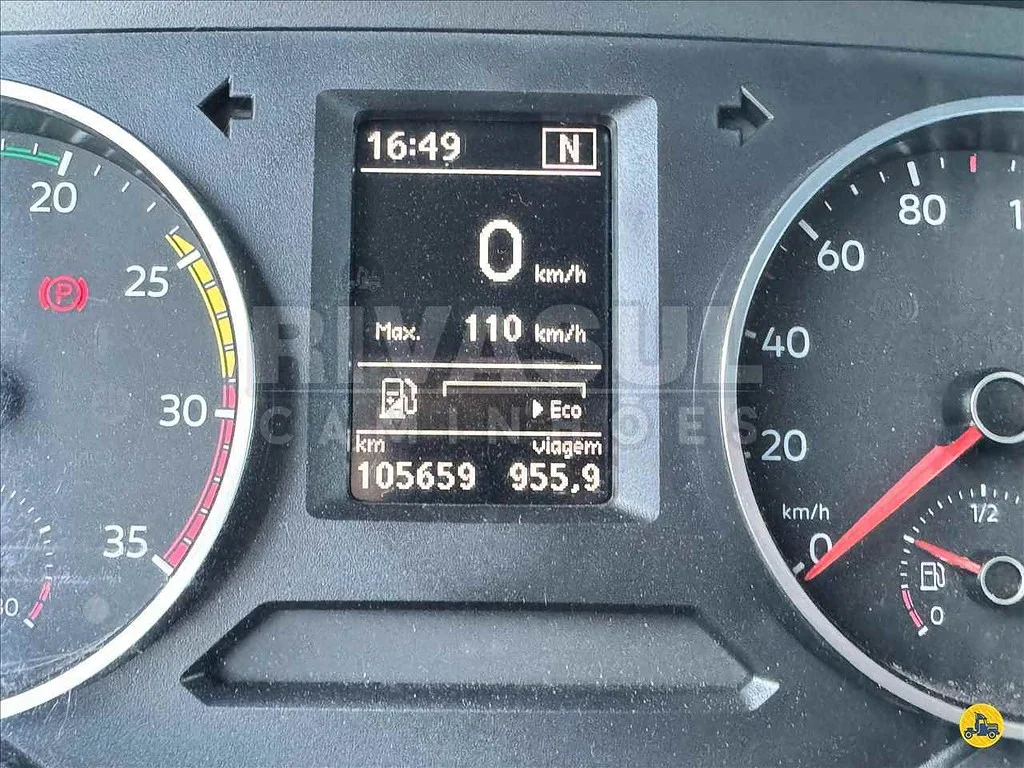 16:49 N
0 km/h
Max. 110 km/h
Eco
km viagem
105659 955,9
20
25
30
35
P
80
60
40
20
0
km/h
1/2
0
RIVASUL
CAMINHÕES